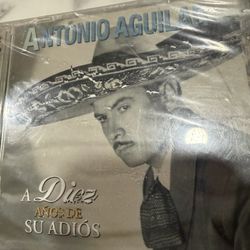 ANTONIO AGUILAR
A Diez
AÑOS DE
SU ADIÓS